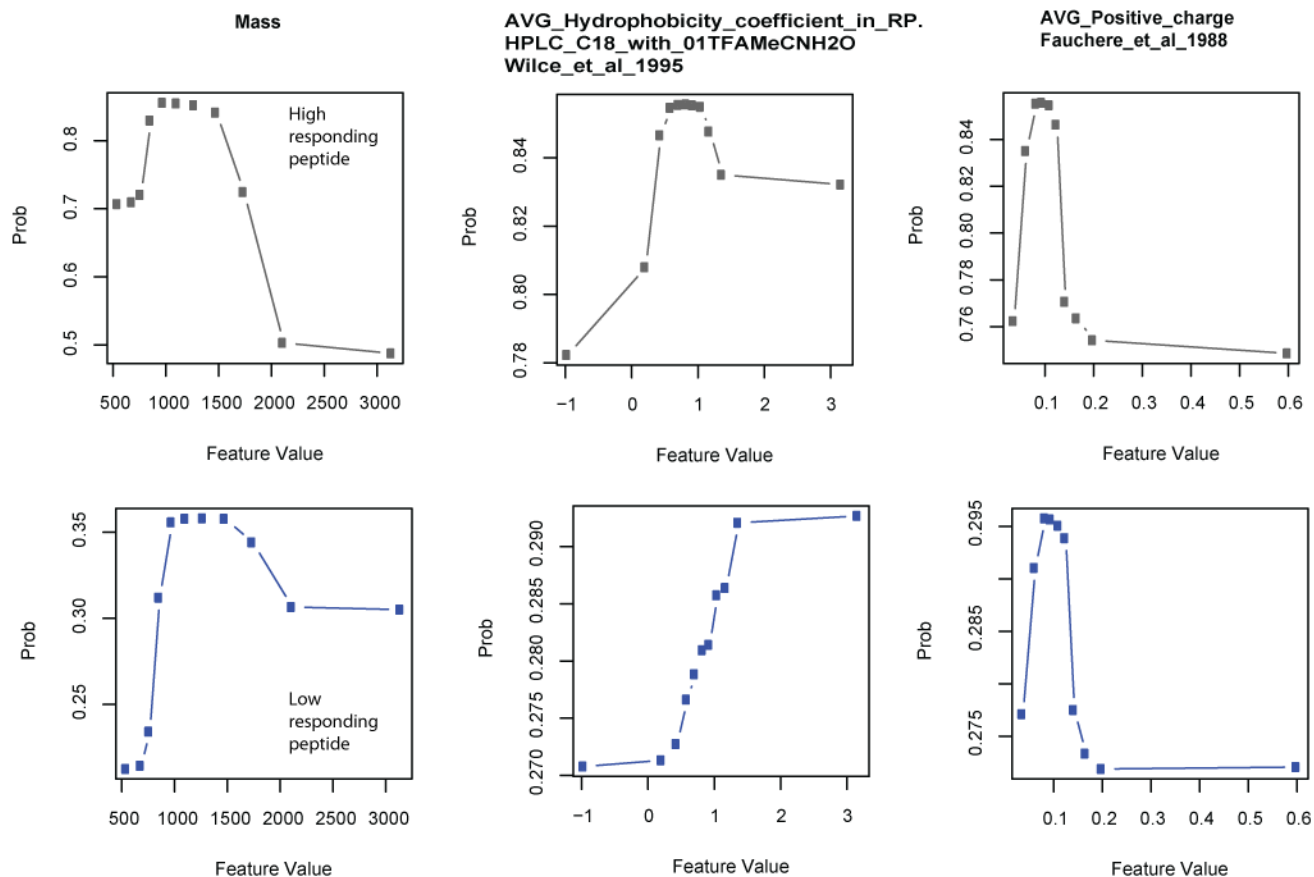 Mass
AVG_Hydrophobicity_coefficient_in_RP.
HPLC_C18_with_01TFAMeCNH2O
Wilce_et_al_1995
AVG_Positive_charge
Fauchere_et_al_1988
High
responding
peptide
Prob
0.8
0.7
0.6
0.5
500 1000 1500 2000 2500 3000
Feature Value
Prob
0.84
0.82
0.80
0.78
−1 0 1 2 3
Feature Value
Prob
0.84
0.82
0.80
0.78
0.76
0.1 0.2 0.3 0.4 0.5 0.6
Feature Value
Low
responding
peptide
Prob
0.35
0.30
0.25
500 1000 1500 2000 2500 3000
Feature Value
Prob
0.290
0.285
0.280
0.275
0.270
−1 0 1 2 3
Feature Value
Prob
0.295
0.285
0.275
0.1 0.2 0.3 0.4 0.5 0.6
Feature Value